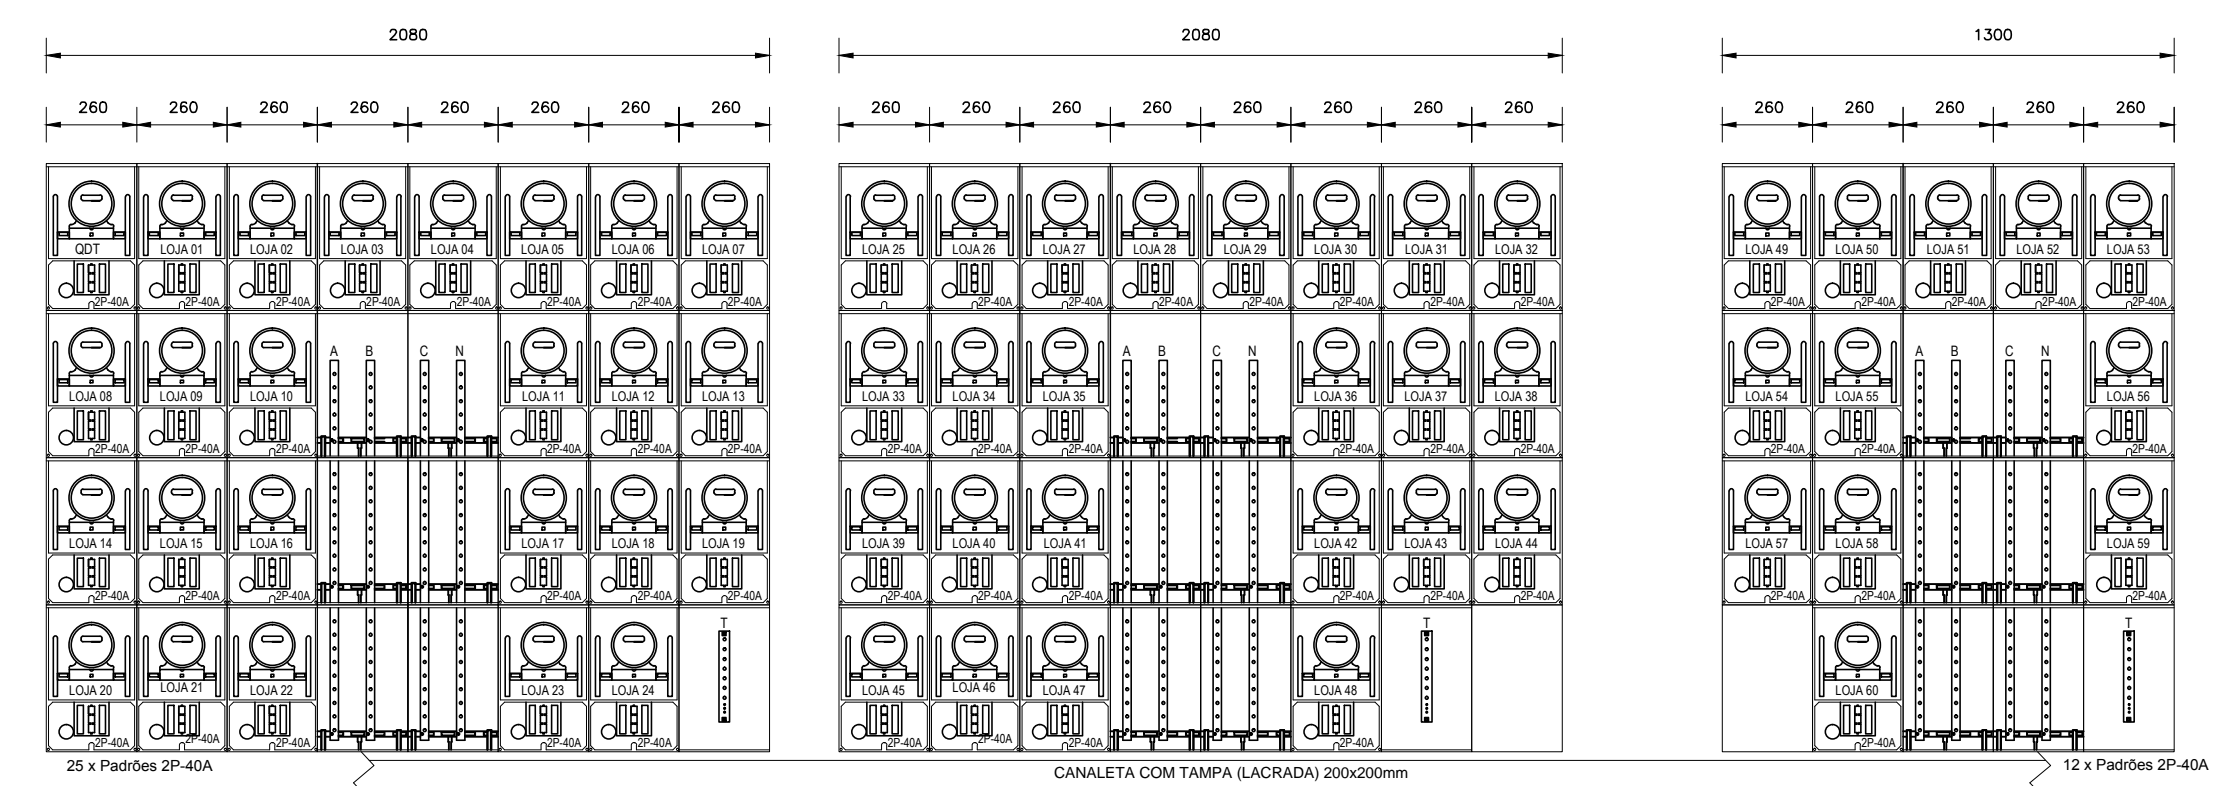 2080 2080 1300
260 260 260 260 260 260 260 260 260 260 260 260 260 260 260 260 260 260 260 260 260
QDT LOJA 01 LOJA 02 LOJA 03 LOJA 04 LOJA 05 LOJA 06 LOJA 07 LOJA 25 LOJA 26 LOJA 27 LOJA 28 LOJA 29 LOJA 30 LOJA 31 LOJA 32 LOJA 49 LOJA 50 LOJA 51 LOJA 52 LOJA 53
2P-40A 2P-40A 2P-40A 2P-40A 2P-40A 2P-40A 2P-40A 2P-40A 2P-40A 2P-40A 2P-40A 2P-40A 2P-40A 2P-40A 2P-40A 2P-40A 2P-40A 2P-40A 2P-40A 2P-40A
A B C N A B C N A B C N
LOJA 08 LOJA 09 LOJA 10 LOJA 11 LOJA 12 LOJA 13 LOJA 33 LOJA 34 LOJA 35 LOJA 36 LOJA 37 LOJA 38 LOJA 54 LOJA 55 LOJA 56
2P-40A 2P-40A 2P-40A 2P-40A 2P-40A 2P-40A 2P-40A 2P-40A 2P-40A 2P-40A 2P-40A 2P-40A 2P-40A 2P-40A 2P-40A
LOJA 14 LOJA 15 LOJA 16 LOJA 17 LOJA 18 LOJA 19 LOJA 39 LOJA 40 LOJA 41 LOJA 42 LOJA 43 LOJA 44 LOJA 57 LOJA 58 LOJA 59
2P-40A 2P-40A 2P-40A 2P-40A 2P-40A 2P-40A 2P-40A 2P-40A 2P-40A 2P-40A 2P-40A 2P-40A 2P-40A 2P-40A 2P-40A
T T T
LOJA 20 LOJA 21 LOJA 22 LOJA 23 LOJA 24 LOJA 45 LOJA 46 LOJA 47 LOJA 48 LOJA 60
2P-40A 2P-40A 2P-40A 2P-40A 2P-40A 2P-40A 2P-40A 2P-40A 2P-40A 2P-40A
25 x Padrões 2P-40A CANALETA COM TAMPA (LACRADA) 200x200mm 12 x Padrões 2P-40A